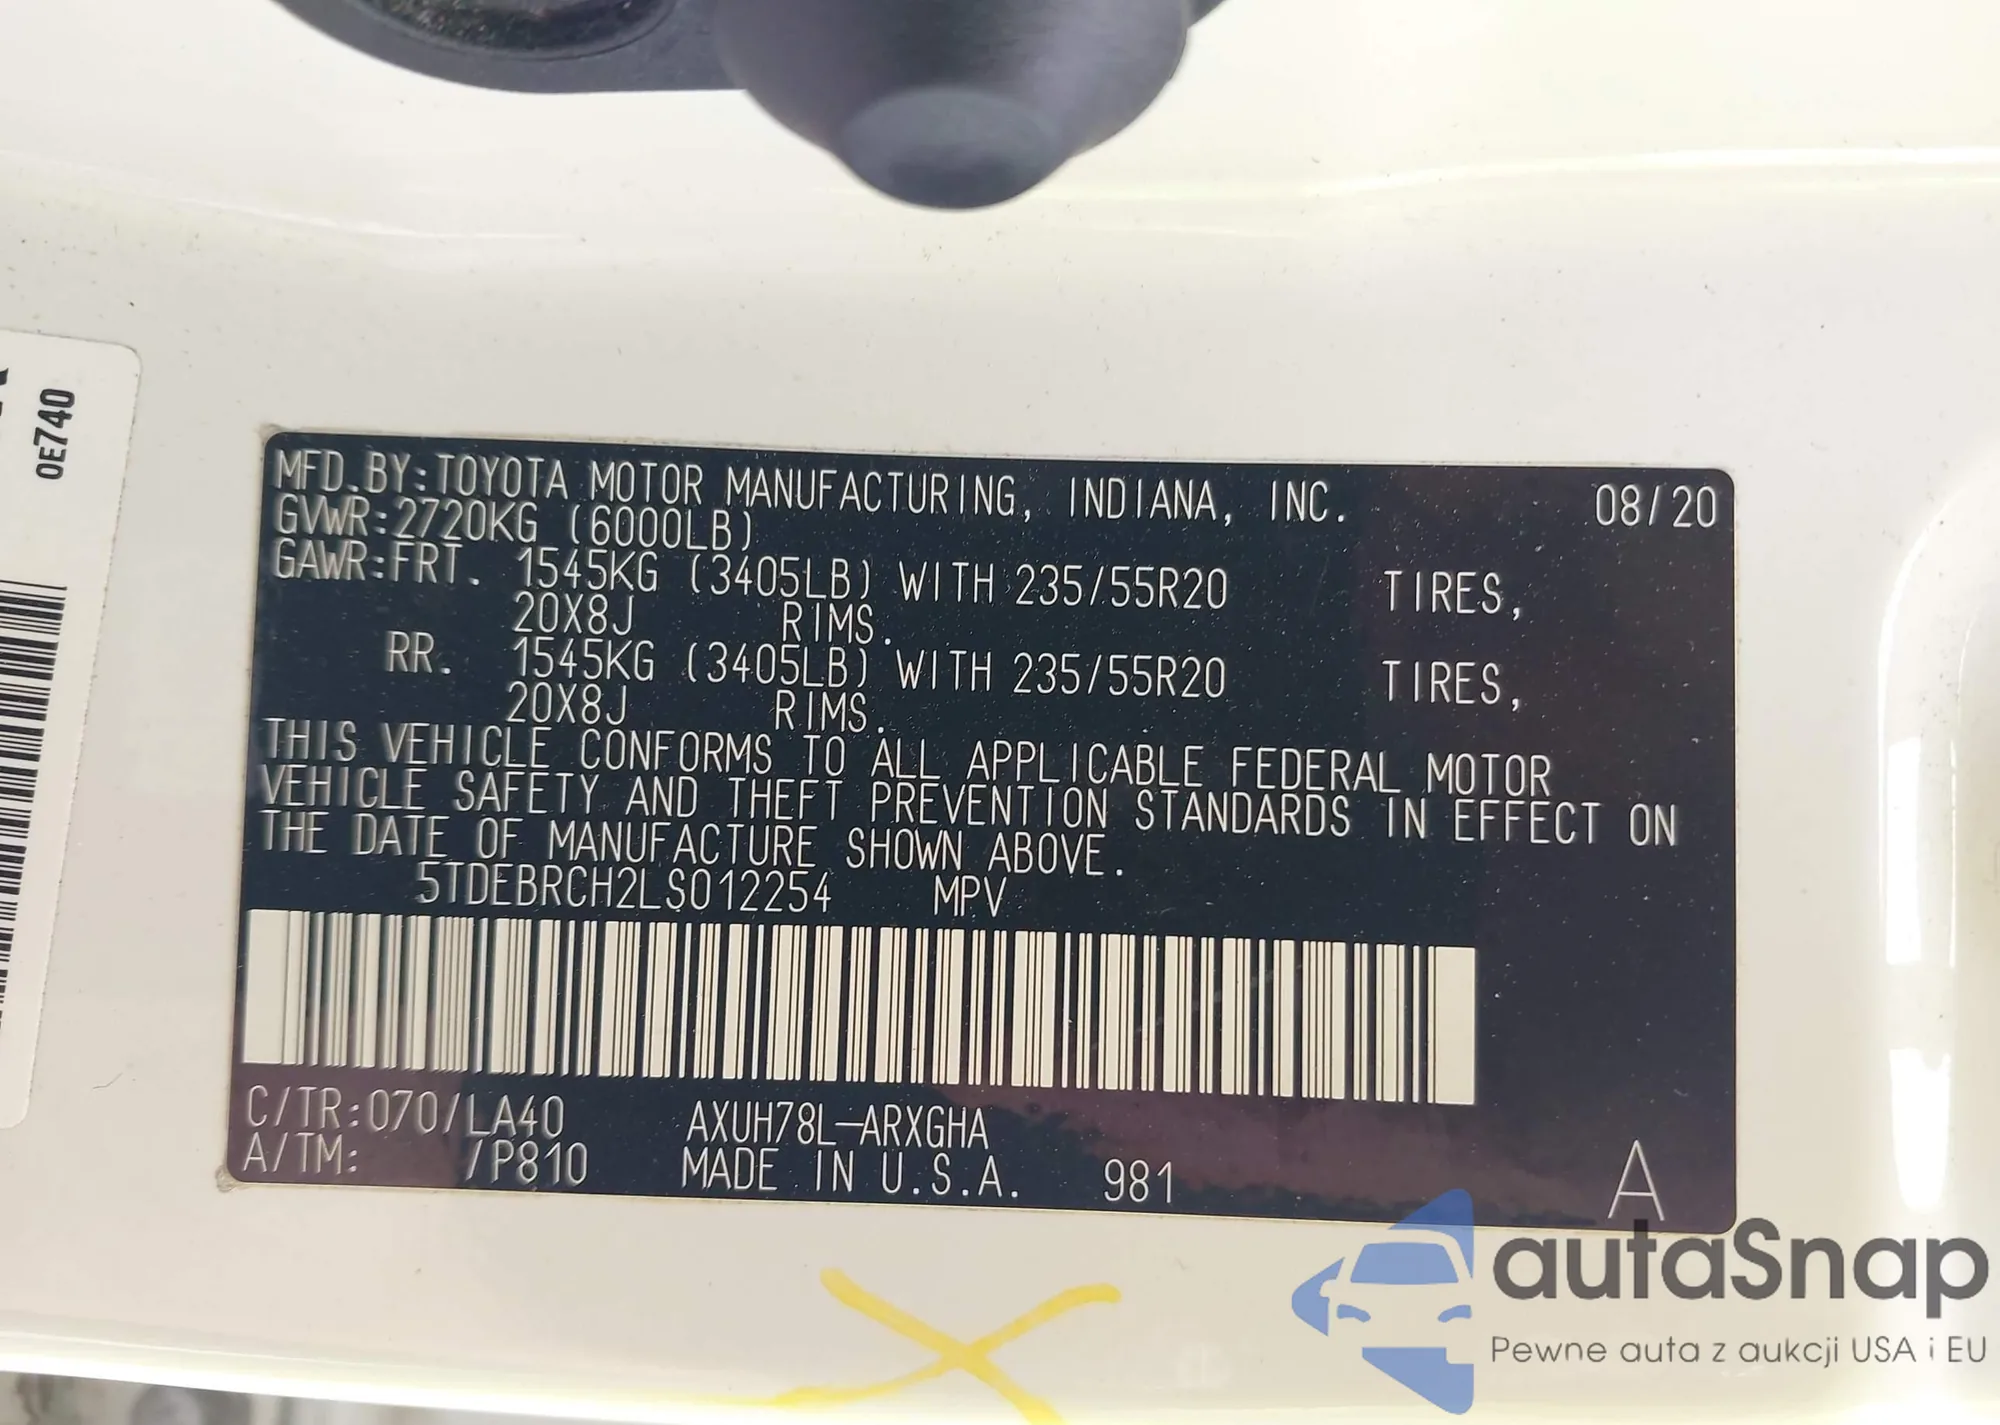 0E740
MFD.BY:TOYOTA MOTOR MANUFACTURING, INDIANA, INC. 08/20
GVWR:2720KG (6000LB)
GAWR:FRT. 1545KG (3405LB) WITH 235/55R20 TIRES,
20X8J RIMS.
RR. 1545KG (3405LB) WITH 235/55R20 TIRES,
20X8J RIMS.
THIS VEHICLE CONFORMS TO ALL APPLICABLE FEDERAL MOTOR
VEHICLE SAFETY AND THEFT PREVENTION STANDARDS IN EFFECT ON
THE DATE OF MANUFACTURE SHOWN ABOVE.
5TDEBRCH2LS012254 MPV
C/TR:070/LA40 AXUH78L-ARXGHA
A/TM: /P810 MADE IN U.S.A. 981 A
autaSnap
Pewne auta z aukcji USA i EU